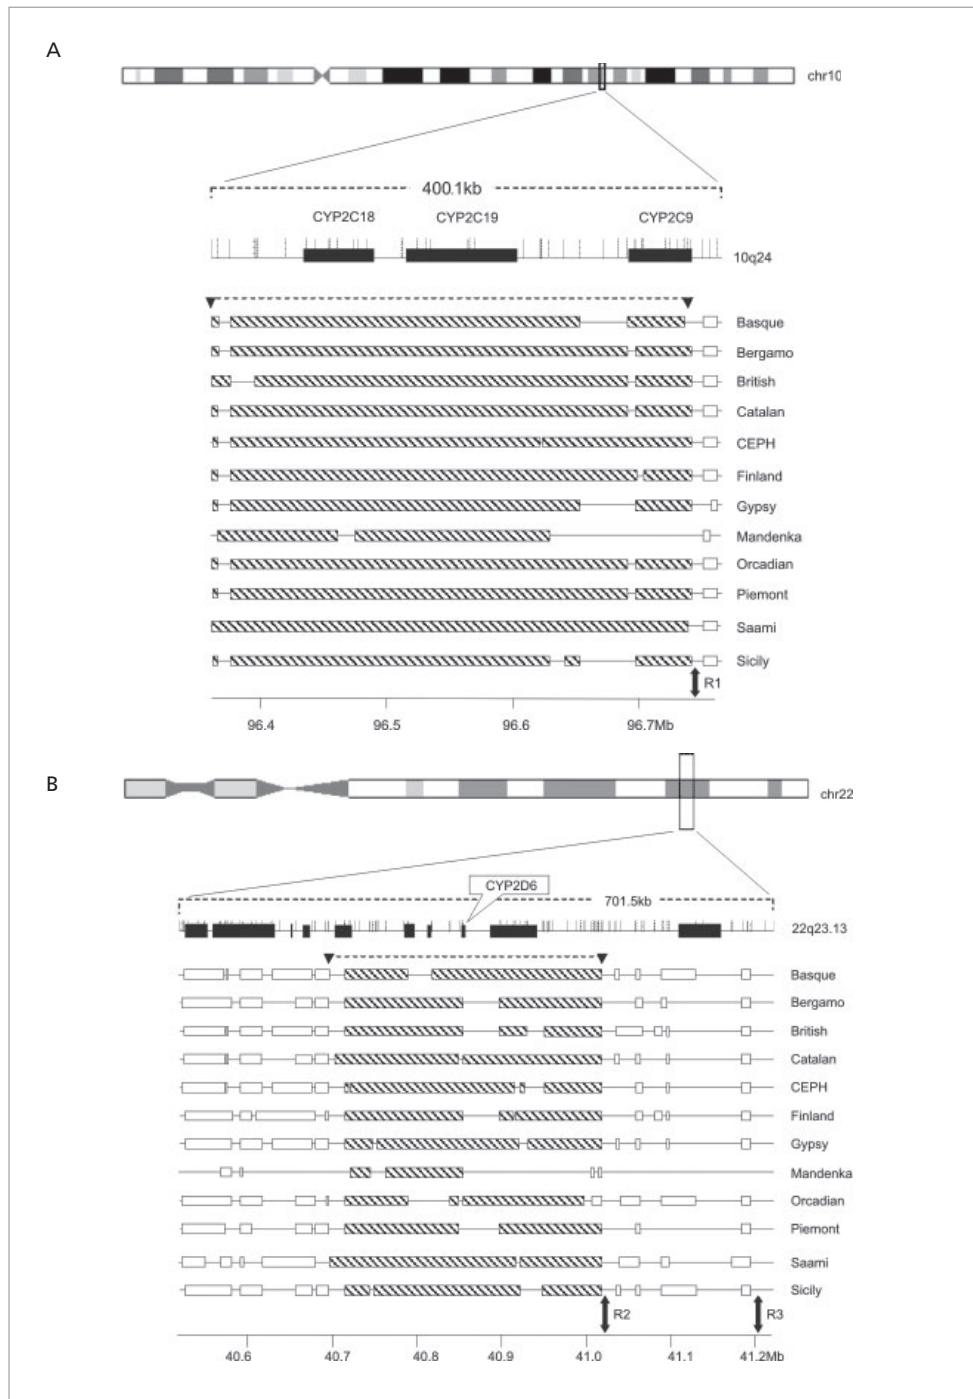 A
chr10
400.1kb
CYP2C18 CYP2C19 CYP2C9
10q24
Basque
Bergamo
British
Catalan
CEPH
Finland
Gypsy
Mandenka
Orcadian
Piemont
Saami
Sicily
R1
96.4 96.5 96.6 96.7Mb
B
chr22
CYP2D6
701.5kb
22q23.13
Basque
Bergamo
British
Catalan
CEPH
Finland
Gypsy
Mandenka
Orcadian
Piemont
Saami
Sicily
R2 R3
40.6 40.7 40.8 40.9 41.0 41.1 41.2Mb